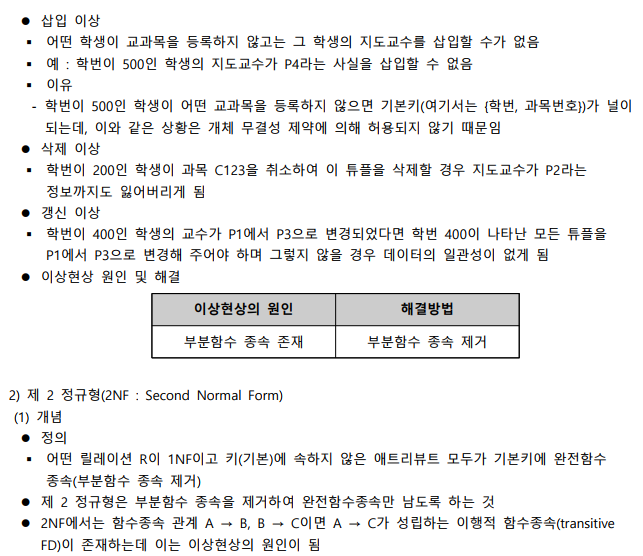 ● 삽입 이상
▪ 어떤 학생이 교과목을 등록하지 않고는 그 학생의 지도교수를 삽입할 수가 없음
▪ 예 : 학번이 500인 학생의 지도교수가 P4라는 사실을 삽입할 수 없음
▪ 이유
- 학번이 500인 학생이 어떤 교과목을 등록하지 않으면 기본키(여기서는 {학번, 과목번호})가 널이
되는데, 이와 같은 상황은 개체 무결성 제약에 의해 허용되지 않기 때문임
● 삭제 이상
▪ 학번이 200인 학생이 과목 C123을 취소하여 이 튜플을 삭제할 경우 지도교수가 P2라는
정보까지도 잃어버리게 됨
● 갱신 이상
▪ 학번이 400인 학생의 교수가 P1에서 P3으로 변경되었다면 학번 400이 나타난 모든 튜플을
P1에서 P3으로 변경해 주어야 하며 그렇지 않을 경우 데이터의 일관성이 없게 됨
● 이상현상 원인 및 해결
이상현상의 원인 해결방법
부분함수 종속 존재 부분함수 종속 제거
2) 제 2 정규형(2NF : Second Normal Form)
(1) 개념
● 정의
▪ 어떤 릴레이션 R이 1NF이고 키(기본)에 속하지 않은 애트리뷰트 모두가 기본키에 완전함수
종속(부분함수 종속 제거)
● 제 2 정규형은 부분함수 종속을 제거하여 완전함수종속만 남도록 하는 것
● 2NF에서는 함수종속 관계 A → B, B → C이면 A → C가 성립하는 이행적 함수종속(transitive
FD)이 존재하는데 이는 이상현상의 원인이 됨